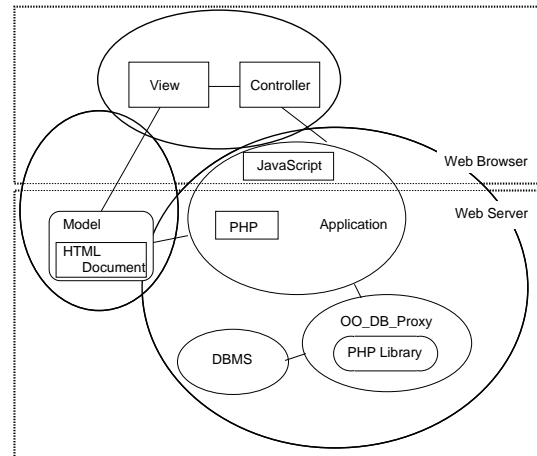 View
Controller
JavaScript
Web Browser
Web Server
Model
PHP
Application
HTML
Document
OO_DB_Proxy
DBMS
PHP Library